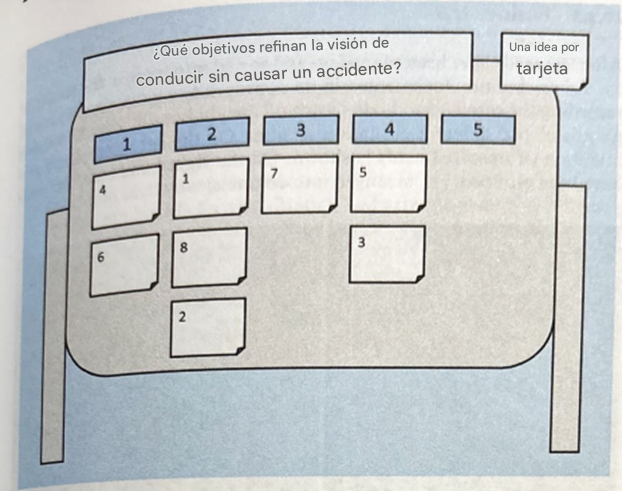 ¿Qué objetivos refinan la visión de
conducir sin causar un accidente?
Una idea por
tarjeta
1 2 3 4 5
4 1 7 5
6 8 3
2